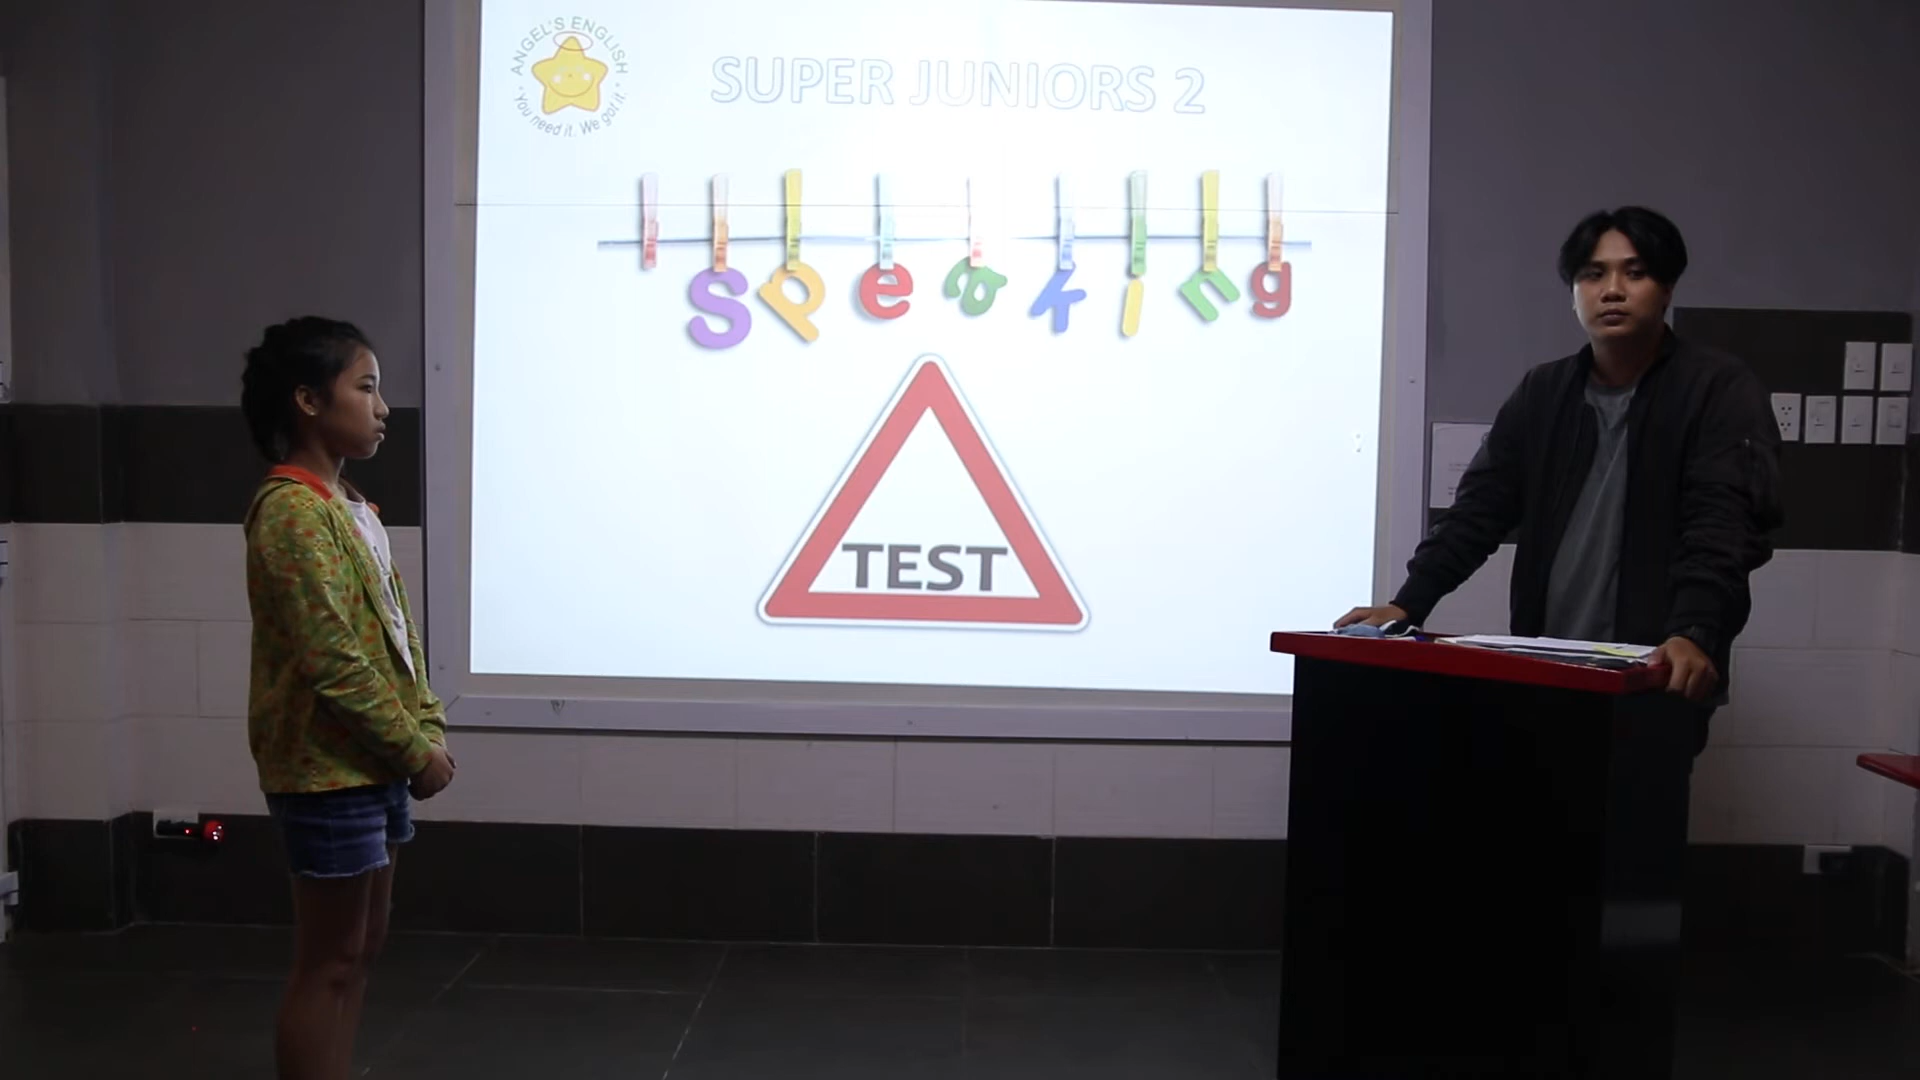 ANGEL'S ENGLISH
You need it. We got it.
SUPER JUNIORS 2
Speaking
TEST